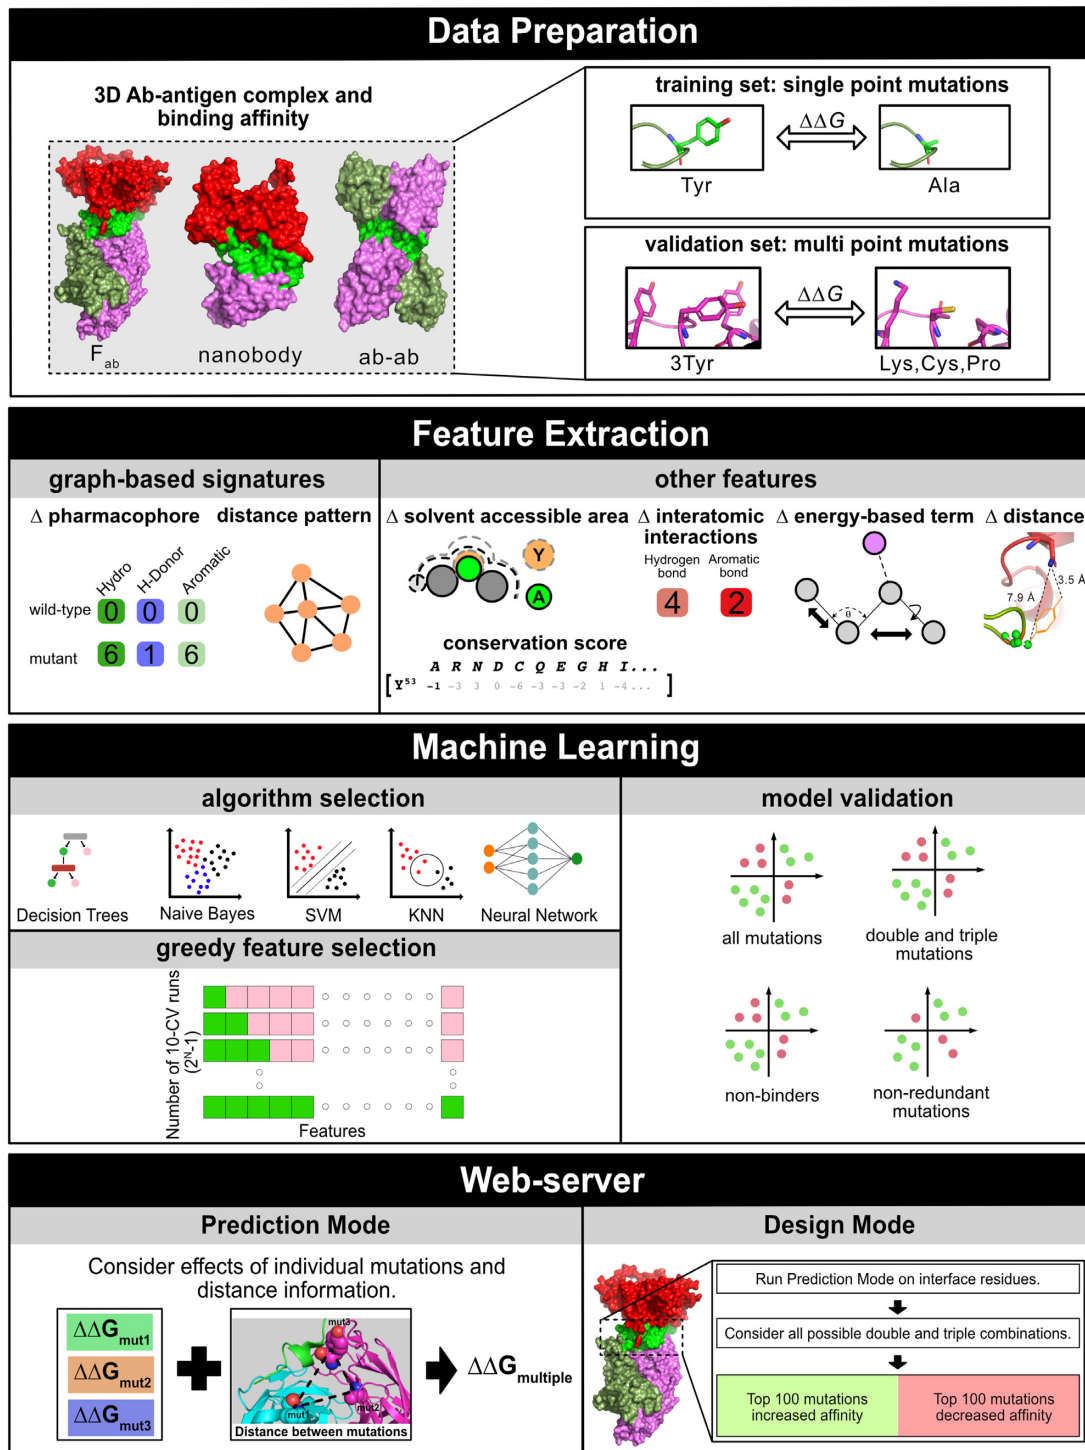 Data Preparation
3D Ab-antigen complex and
binding affinity
F_ab
nanobody
ab-ab
training set: single point mutations
ΔΔG
Tyr
Ala
validation set: multi point mutations
ΔΔG
3Tyr
Lys,Cys,Pro
Feature Extraction
graph-based signatures
Δ pharmacophore
distance pattern
Hydro
H-Donor
Aromatic
wild-type
0 0 0
mutant
6 1 6
other features
Δ solvent accessible area
Y
A
Δ interatomic
interactions
Hydrogen
bond
Aromatic
bond
4
2
Δ energy-based term
θ
Δ distance
3.5 Å
7.9 Å
conservation score
A R N D C Q E G H I...
[ Y⁵³ -1 -3 3 0 -6 -3 -3 -2 1 -4 ... ]
Machine Learning
algorithm selection
Decision Trees
Naive Bayes
SVM
KNN
Neural Network
greedy feature selection
Number of 10-CV runs
(2ᴺ-1)
Features
model validation
all mutations
double and triple
mutations
non-binders
non-redundant
mutations
Web-server
Prediction Mode
Consider effects of individual mutations and
distance information.
ΔΔG_mut1
ΔΔG_mut2
ΔΔG_mut3
mut3
mut1
mut2
Distance between mutations
ΔΔG_multiple
Design Mode
Run Prediction Mode on interface residues.
Consider all possible double and triple combinations.
Top 100 mutations
increased affinity
Top 100 mutations
decreased affinity